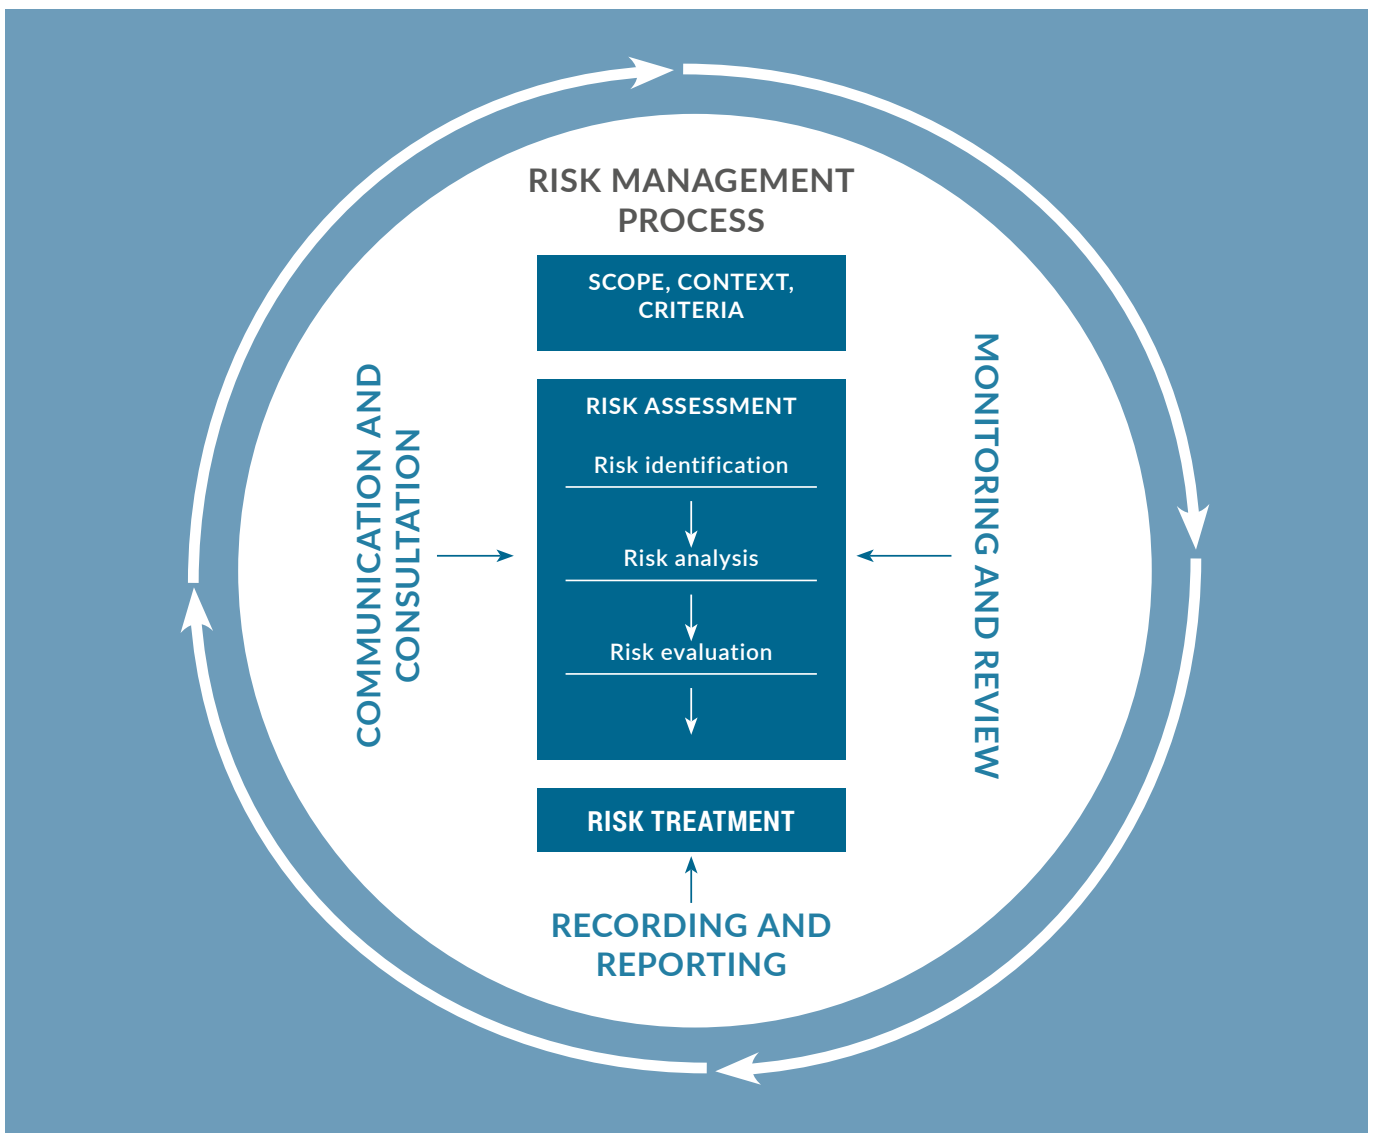 RISK MANAGEMENT
PROCESS
SCOPE, CONTEXT,
CRITERIA
COMMUNICATION AND
CONSULTATION
RISK ASSESSMENT
Risk identification
Risk analysis
Risk evaluation
MONITORING AND REVIEW
RISK TREATMENT
RECORDING AND
REPORTING